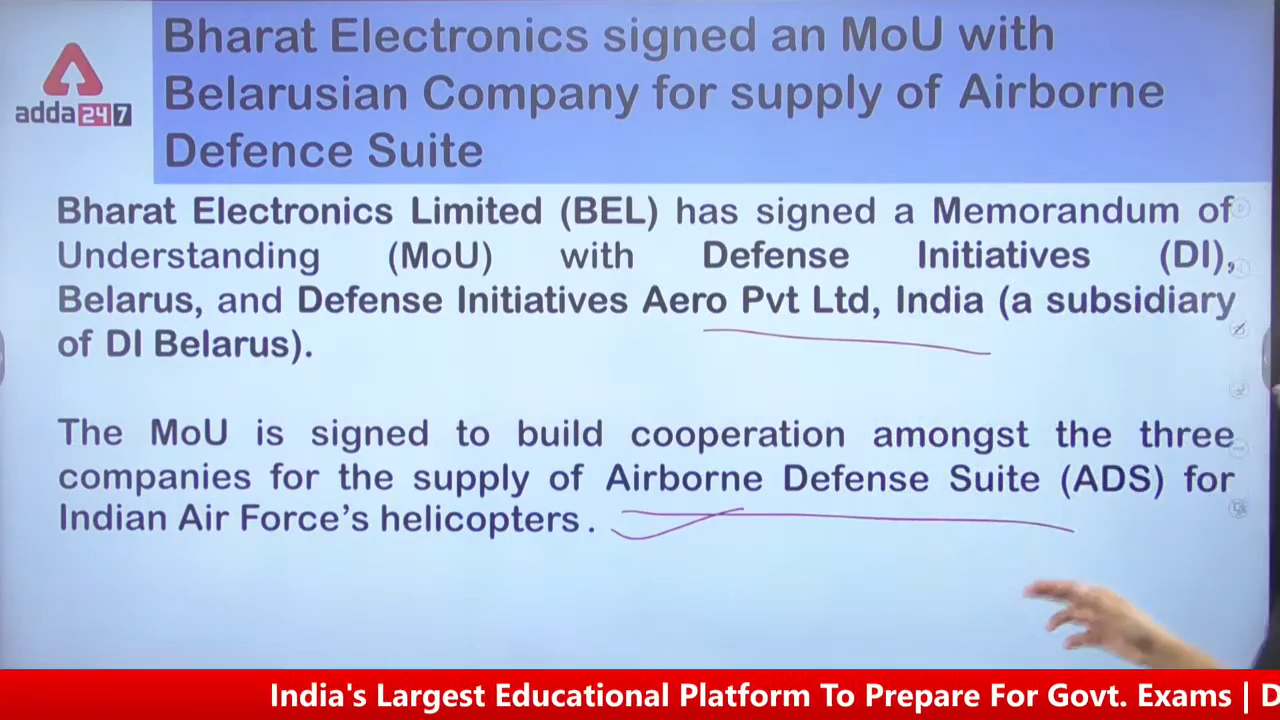 Bharat Electronics signed an MoU with
Belarusian Company for supply of Airborne
Defence Suite
adda247
Bharat Electronics Limited (BEL) has signed a Memorandum of
Understanding (MoU) with Defense Initiatives (DI),
Belarus, and Defense Initiatives Aero Pvt Ltd, India (a subsidiary
of DI Belarus).
The MoU is signed to build cooperation amongst the three
companies for the supply of Airborne Defense Suite (ADS) for
Indian Air Force's helicopters.
India's Largest Educational Platform To Prepare For Govt. Exams | D